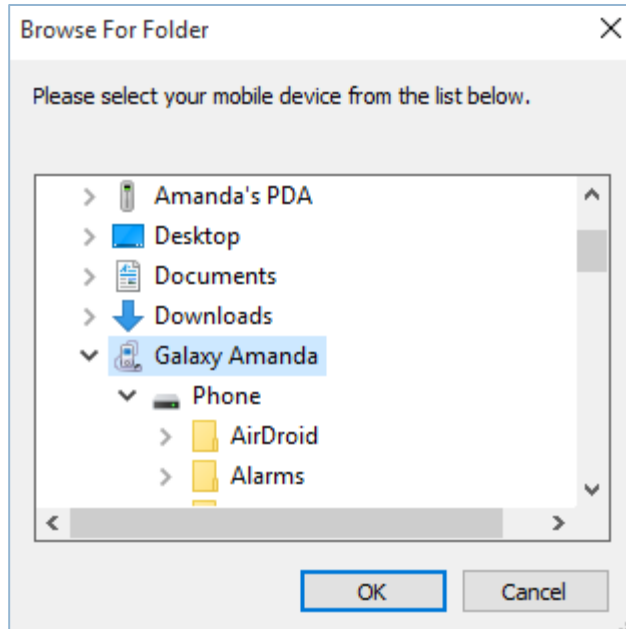 Browse For Folder
Please select your mobile device from the list below.
Amanda's PDA
Desktop
Documents
Downloads
Galaxy Amanda
Phone
AirDroid
Alarms
OK
Cancel